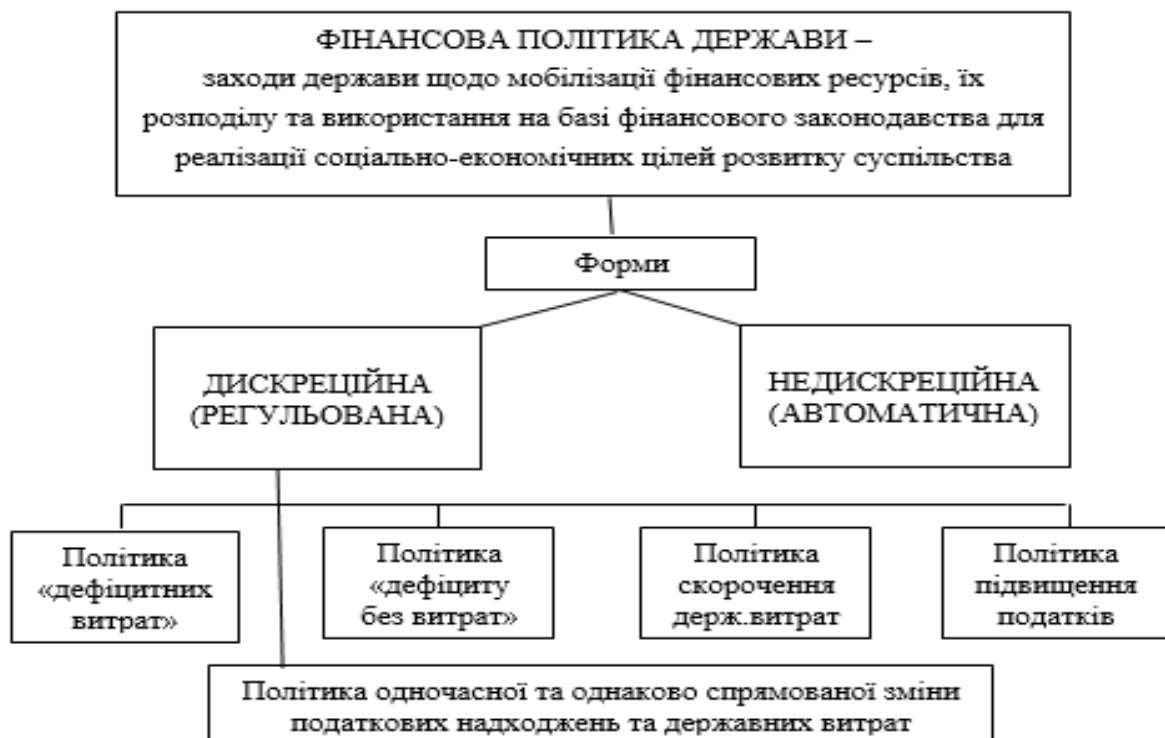 ФІНАНСОВА ПОЛІТИКА ДЕРЖАВИ –
заходи держави щодо мобілізації фінансових ресурсів, їх
розподілу та використання на базі фінансового законодавства для
реалізації соціально-економічних цілей розвитку суспільства
Форми
ДИСКРЕЦІЙНА
(РЕГУЛЬОВАНА)
НЕДИСКРЕЦІЙНА
(АВТОМАТИЧНА)
Політика
«дефіцитних
витрат»
Політика
«дефіциту
без витрат»
Політика
скорочення
держ.витрат
Політика
підвищення
податків
Політика одночасної та однаково спрямованої зміни
податкових надходжень та державних витрат